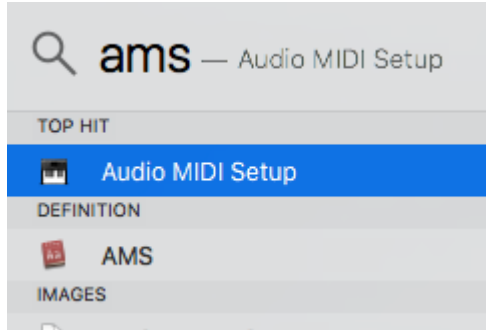 ams — Audio MIDI Setup
TOP HIT
Audio MIDI Setup
DEFINITION
AMS
IMAGES